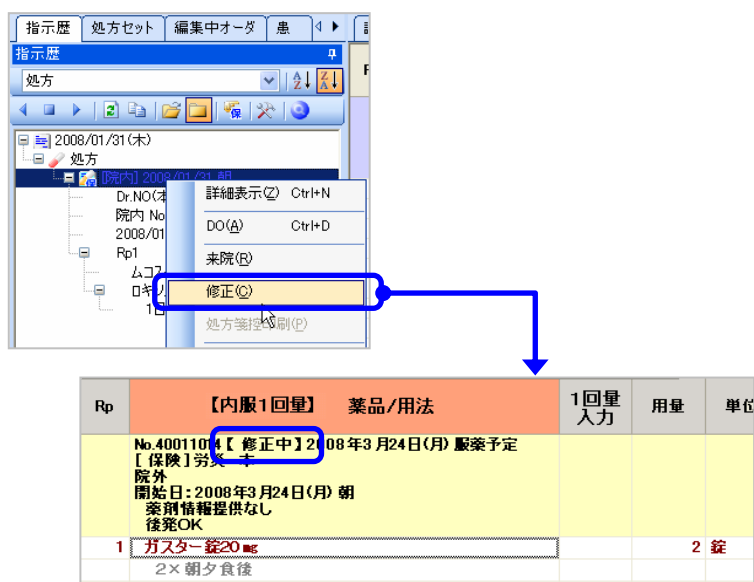 指示歴 処方セット 編集中オーダ 患
指示歴
処方
2008/01/31(木)
処方
[院内] 2008/01/31 朝
Dr.NO(本
院内 No
2008/01
Rp1
ムコフ
ロキソ
1回
詳細表示(Z) Ctrl+N
DO(A) Ctrl+D
来院(R)
修正(C)
処方箋控印刷(P)
Rp 【内服1回量】 薬品/用法 1回量入力 用量 単位
No.40011014【 修正中 】2008年3月24日(月) 服薬予定
[ 保険 ] 労災 本
院外
開始日 : 2008年3月24日(月) 朝
薬剤情報提供なし
後発OK
1 ガスター錠20mg 2 錠
2× 朝夕食後